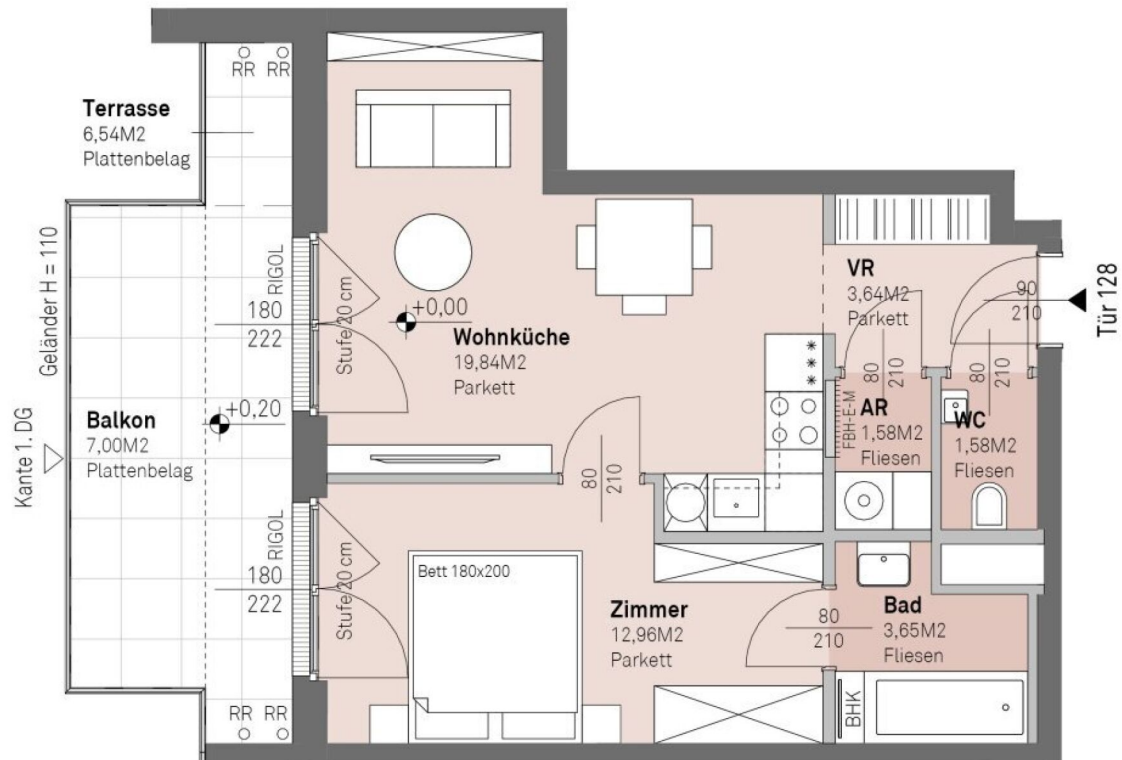 RR RR
Terrasse
6,54M2
Plattenbelag
Geländer H = 110
RIGOL
180
222
Stufe 20 cm
+0,00
Wohnküche
19,84M2
Parkett
VR
3,64M2
Parkett
90
210
Tür 128
80
210
80
210
FBH-E-M
AR
1,58M2
Fliesen
WC
1,58M2
Fliesen
Kante 1. DG
Balkon
7,00M2
Plattenbelag
+0,20
80
210
RIGOL
180
222
Stufe 20 cm
Bett 180x200
Zimmer
12,96M2
Parkett
80
210
Bad
3,65M2
Fliesen
BHK
RR RR